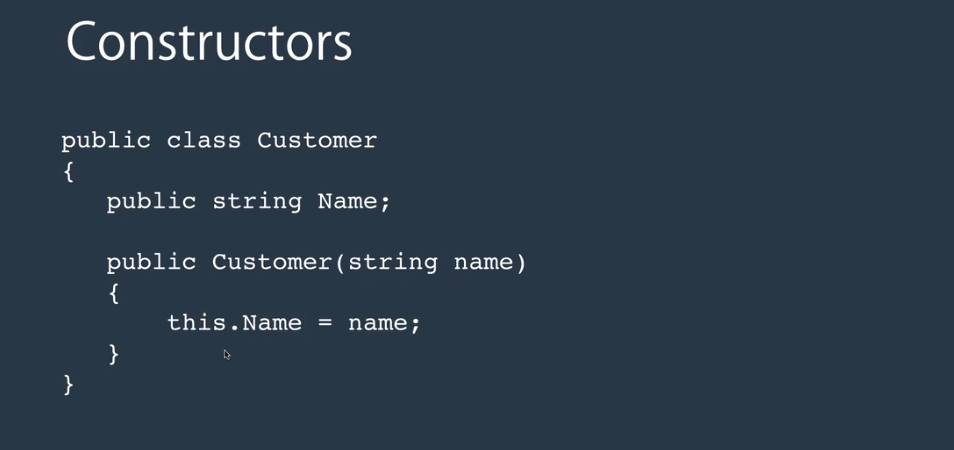 Constructors
public class Customer
{
public string Name;
public Customer(string name)
{
this.Name = name;
}
}